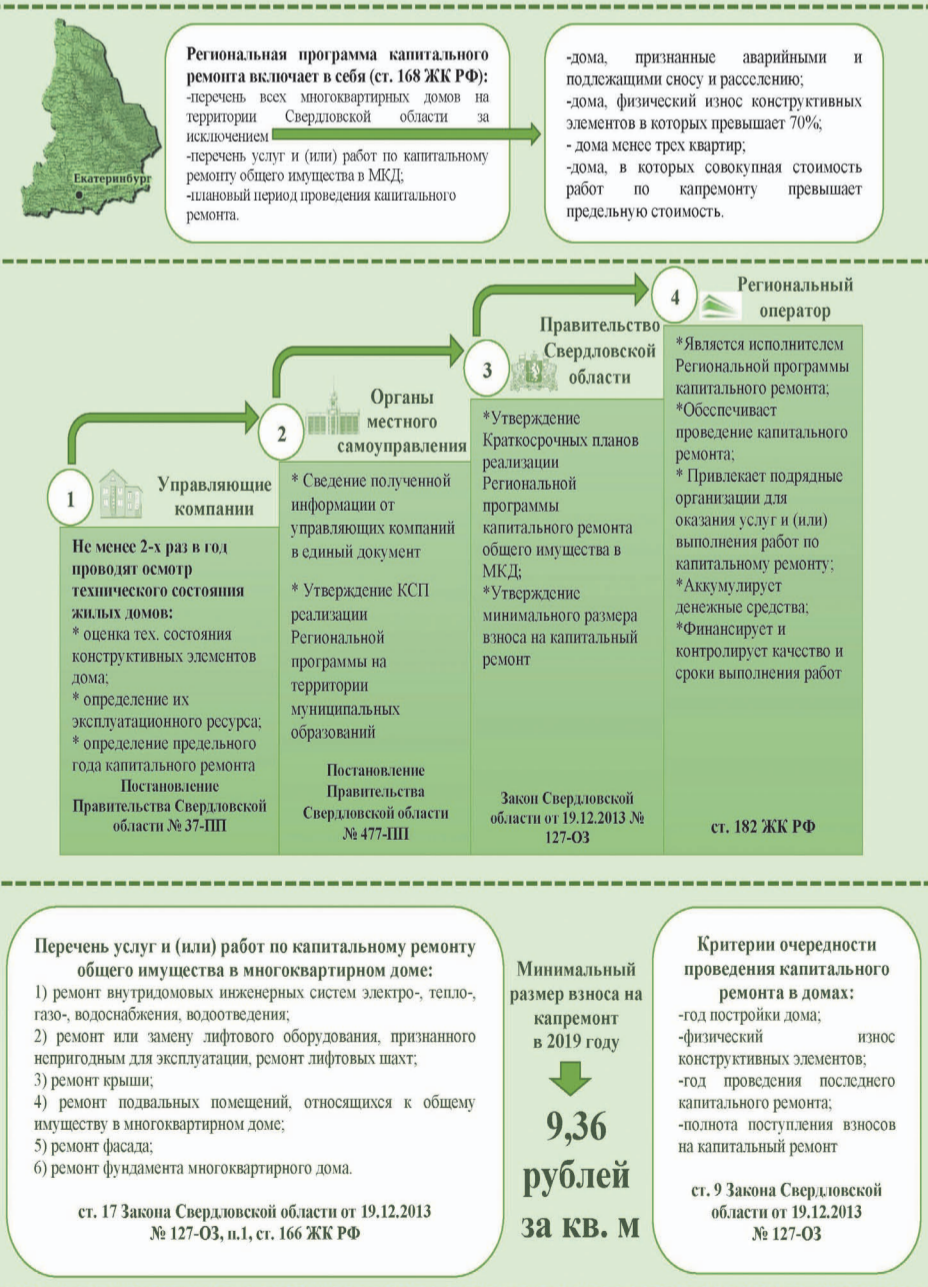 Екатеринбург
Региональная программа капитального
ремонта включает в себя (ст. 168 ЖК РФ):
-перечень всех многоквартирных домов на
территории Свердловской области за
исключением
-перечень услуг и (или) работ по капитальному
ремонту общего имущества в МКД;
-плановый период проведения капитального
ремонта.
-дома, признанные аварийными и
подлежащими сносу и расселению;
-дома, физический износ конструктивных
элементов в которых превышает 70%;
- дома менее трех квартир;
-дома, в которых совокупная стоимость
работ по капремонту превышает
предельную стоимость.
1
Управляющие
компании
Не менее 2-х раз в год
проводят осмотр
технического состояния
жилых домов:
* оценка тех. состояния
конструктивных элементов
дома;
* определение их
эксплуатационного ресурса;
* определение предельного
года капитального ремонта
Постановление
Правительства Свердловской
области № 37-ПП
2
Органы
местного
самоуправления
* Сведение полученной
информации от
управляющих компаний
в единый документ
* Утверждение КСП
реализации
Региональной
программы на
территории
муниципальных
образований
Постановление
Правительства
Свердловской области
№ 477-ПП
3
Правительство
Свердловской
области
*Утверждение
Краткосрочных планов
реализации
Региональной
программы
капитального ремонта
общего имущества в
МКД;
*Утверждение
минимального размера
взноса на капитальный
ремонт
Закон Свердловской
области от 19.12.2013 №
127-ОЗ
4
Региональный
оператор
*Является исполнителем
Региональной программы
капитального ремонта;
*Обеспечивает
проведение капитального
ремонта;
* Привлекает подрядные
организации для
оказания услуг и (или)
выполнения работ по
капитальному ремонту;
*Аккумулирует
денежные средства;
*Финансирует и
контролирует качество и
сроки выполнения работ
ст. 182 ЖК РФ
Перечень услуг и (или) работ по капитальному ремонту
общего имущества в многоквартирном доме:
1) ремонт внутридомовых инженерных систем электро-, тепло-,
газо-, водоснабжения, водоотведения;
2) ремонт или замену лифтового оборудования, признанного
непригодным для эксплуатации, ремонт лифтовых шахт;
3) ремонт крыши;
4) ремонт подвальных помещений, относящихся к общему
имуществу в многоквартирном доме;
5) ремонт фасада;
6) ремонт фундамента многоквартирного дома.
ст. 17 Закона Свердловской области от 19.12.2013
№ 127-ОЗ, п.1, ст. 166 ЖК РФ
Минимальный
размер взноса на
капремонт
в 2019 году
9,36
рублей
за кв. м
Критерии очередности
проведения капитального
ремонта в домах:
-год постройки дома;
-физический износ
конструктивных элементов;
-год проведения последнего
капитального ремонта;
-полнота поступления взносов
на капитальный ремонт
ст. 9 Закона Свердловской
области от 19.12.2013
№ 127-ОЗ